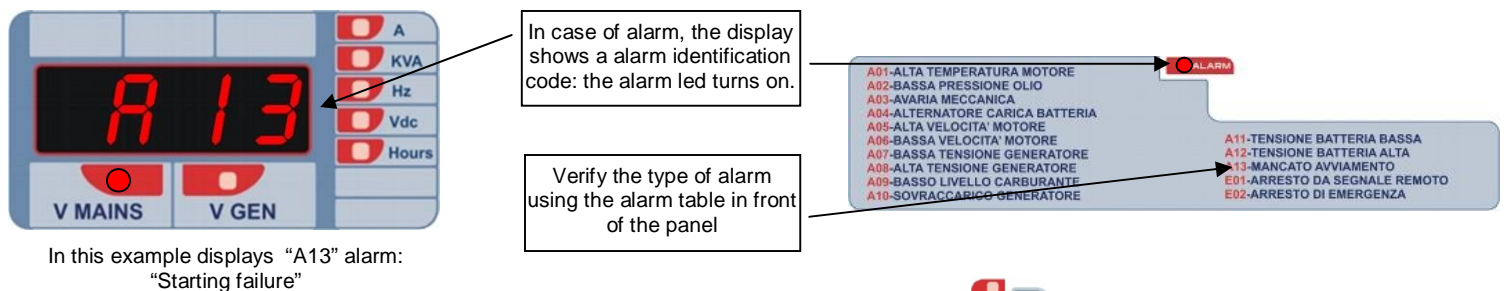 A13
A
KVA
Hz
Vdc
Hours
V MAINS
V GEN
In this example displays “A13” alarm:
“Starting failure”
In case of alarm, the display
shows a alarm identification
code: the alarm led turns on.
Verify the type of alarm
using the alarm table in front
of the panel
ALARM
A01-ALTA TEMPERATURA MOTORE
A02-BASSA PRESSIONE OLIO
A03-AVARIA MECCANICA
A04-ALTERNATORE CARICA BATTERIA
A05-ALTA VELOCITA' MOTORE
A06-BASSA VELOCITA' MOTORE
A07-BASSA TENSIONE GENERATORE
A08-ALTA TENSIONE GENERATORE
A09-BASSO LIVELLO CARBURANTE
A10-SOVRACCARICO GENERATORE
A11-TENSIONE BATTERIA BASSA
A12-TENSIONE BATTERIA ALTA
A13-MANCATO AVVIAMENTO
E01-ARRESTO DA SEGNALE REMOTO
E02-ARRESTO DI EMERGENZA